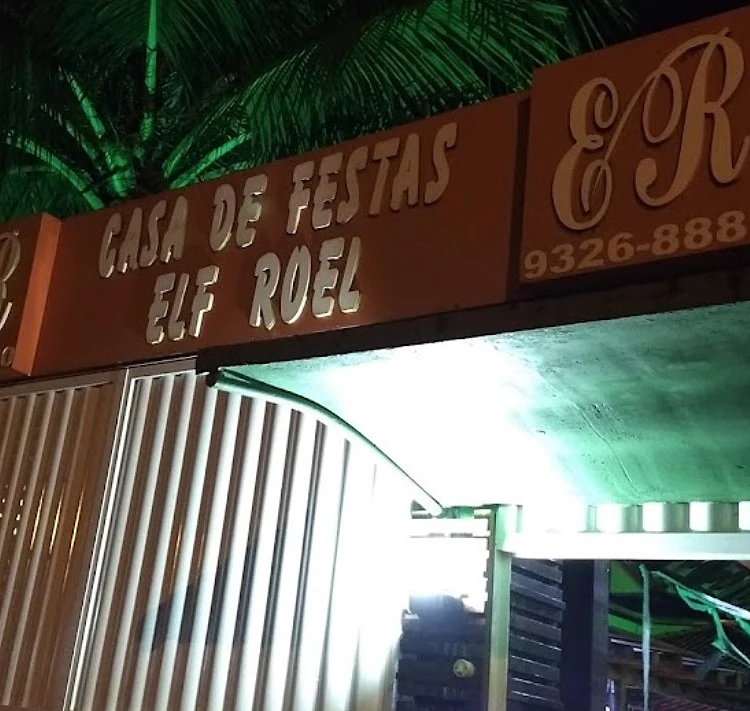 CASA DE FESTAS
ELF ROEL
ER
9326-888